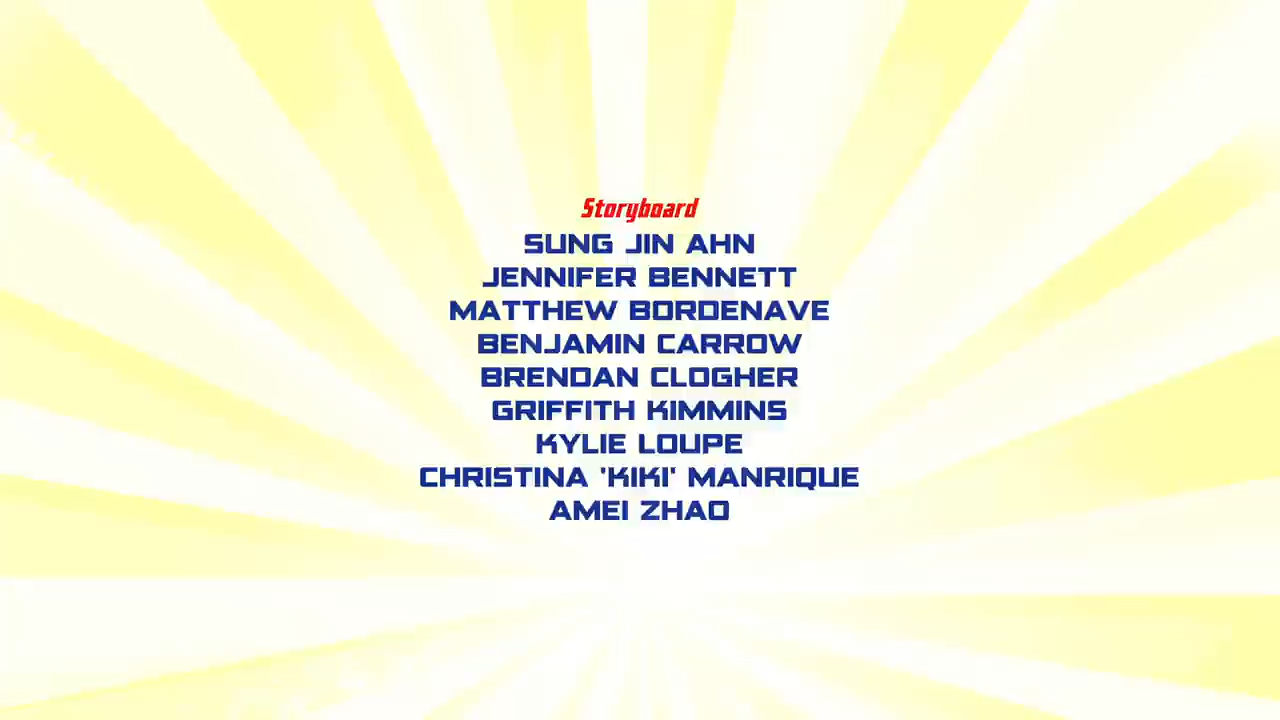 Storyboard
SUNG JIN AHN
JENNIFER BENNETT
MATTHEW BORDENAVE
BENJAMIN CARROW
BRENDAN CLOGHER
GRIFFITH KIMMINS
KYLIE LOUPE
CHRISTINA 'KIKI' MANRIQUE
AMEI ZHAO